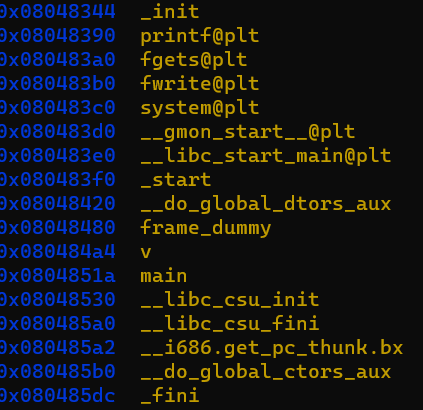 0x08048344 _init
0x08048390 printf@plt
0x080483a0 fgets@plt
0x080483b0 fwrite@plt
0x080483c0 system@plt
0x080483d0 __gmon_start__@plt
0x080483e0 __libc_start_main@plt
0x080483f0 _start
0x08048420 __do_global_dtors_aux
0x08048480 frame_dummy
0x080484a4 v
0x0804851a main
0x08048530 __libc_csu_init
0x080485a0 __libc_csu_fini
0x080485a2 __i686.get_pc_thunk.bx
0x080485b0 __do_global_ctors_aux
0x080485dc _fini